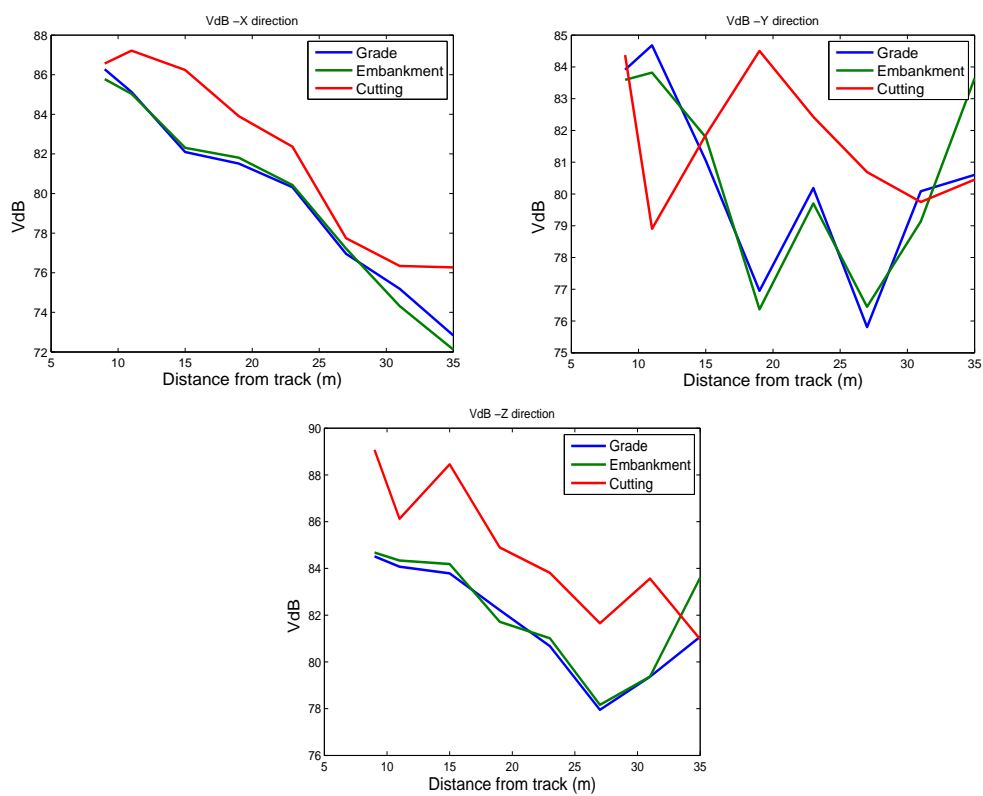 VdB −X direction
88
86
84
82
80
78
76
74
72
VdB
5 10 15 20 25 30 35
Distance from track (m)
Grade
Embankment
Cutting
VdB −Y direction
85
84
83
82
81
80
79
78
77
76
75
VdB
5 10 15 20 25 30 35
Distance from track (m)
Grade
Embankment
Cutting
VdB −Z direction
90
88
86
84
82
80
78
76
VdB
5 10 15 20 25 30 35
Distance from track (m)
Grade
Embankment
Cutting